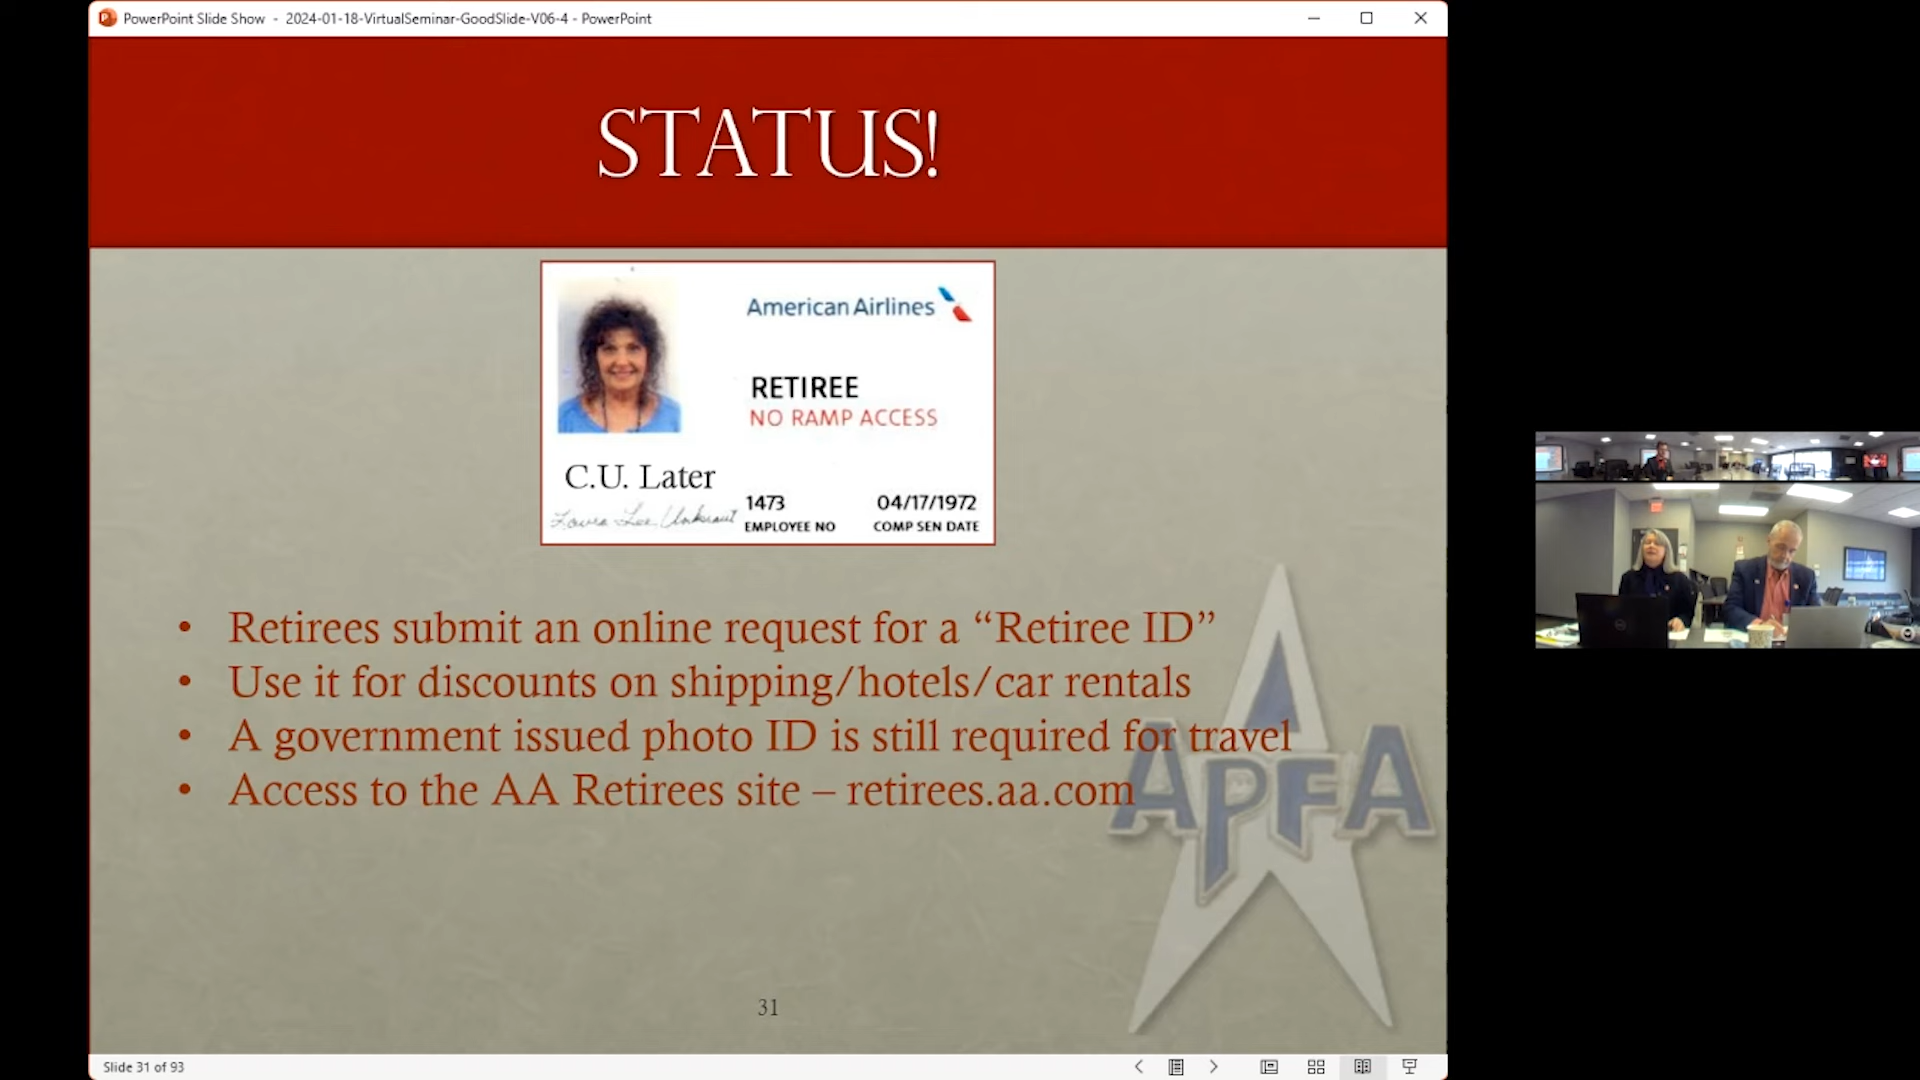 PowerPoint Slide Show - 2024-01-18-VirtualSeminar-GoodSlide-V06-4 - PowerPoint
STATUS!
American Airlines
RETIREE
NO RAMP ACCESS
C.U. Later
1473 04/17/1972
EMPLOYEE NO COMP SEN DATE
• Retirees submit an online request for a “Retiree ID”
• Use it for discounts on shipping/hotels/car rentals
• A government issued photo ID is still required for travel
• Access to the AA Retirees site – retirees.aa.com
APFA
31
Slide 31 of 93